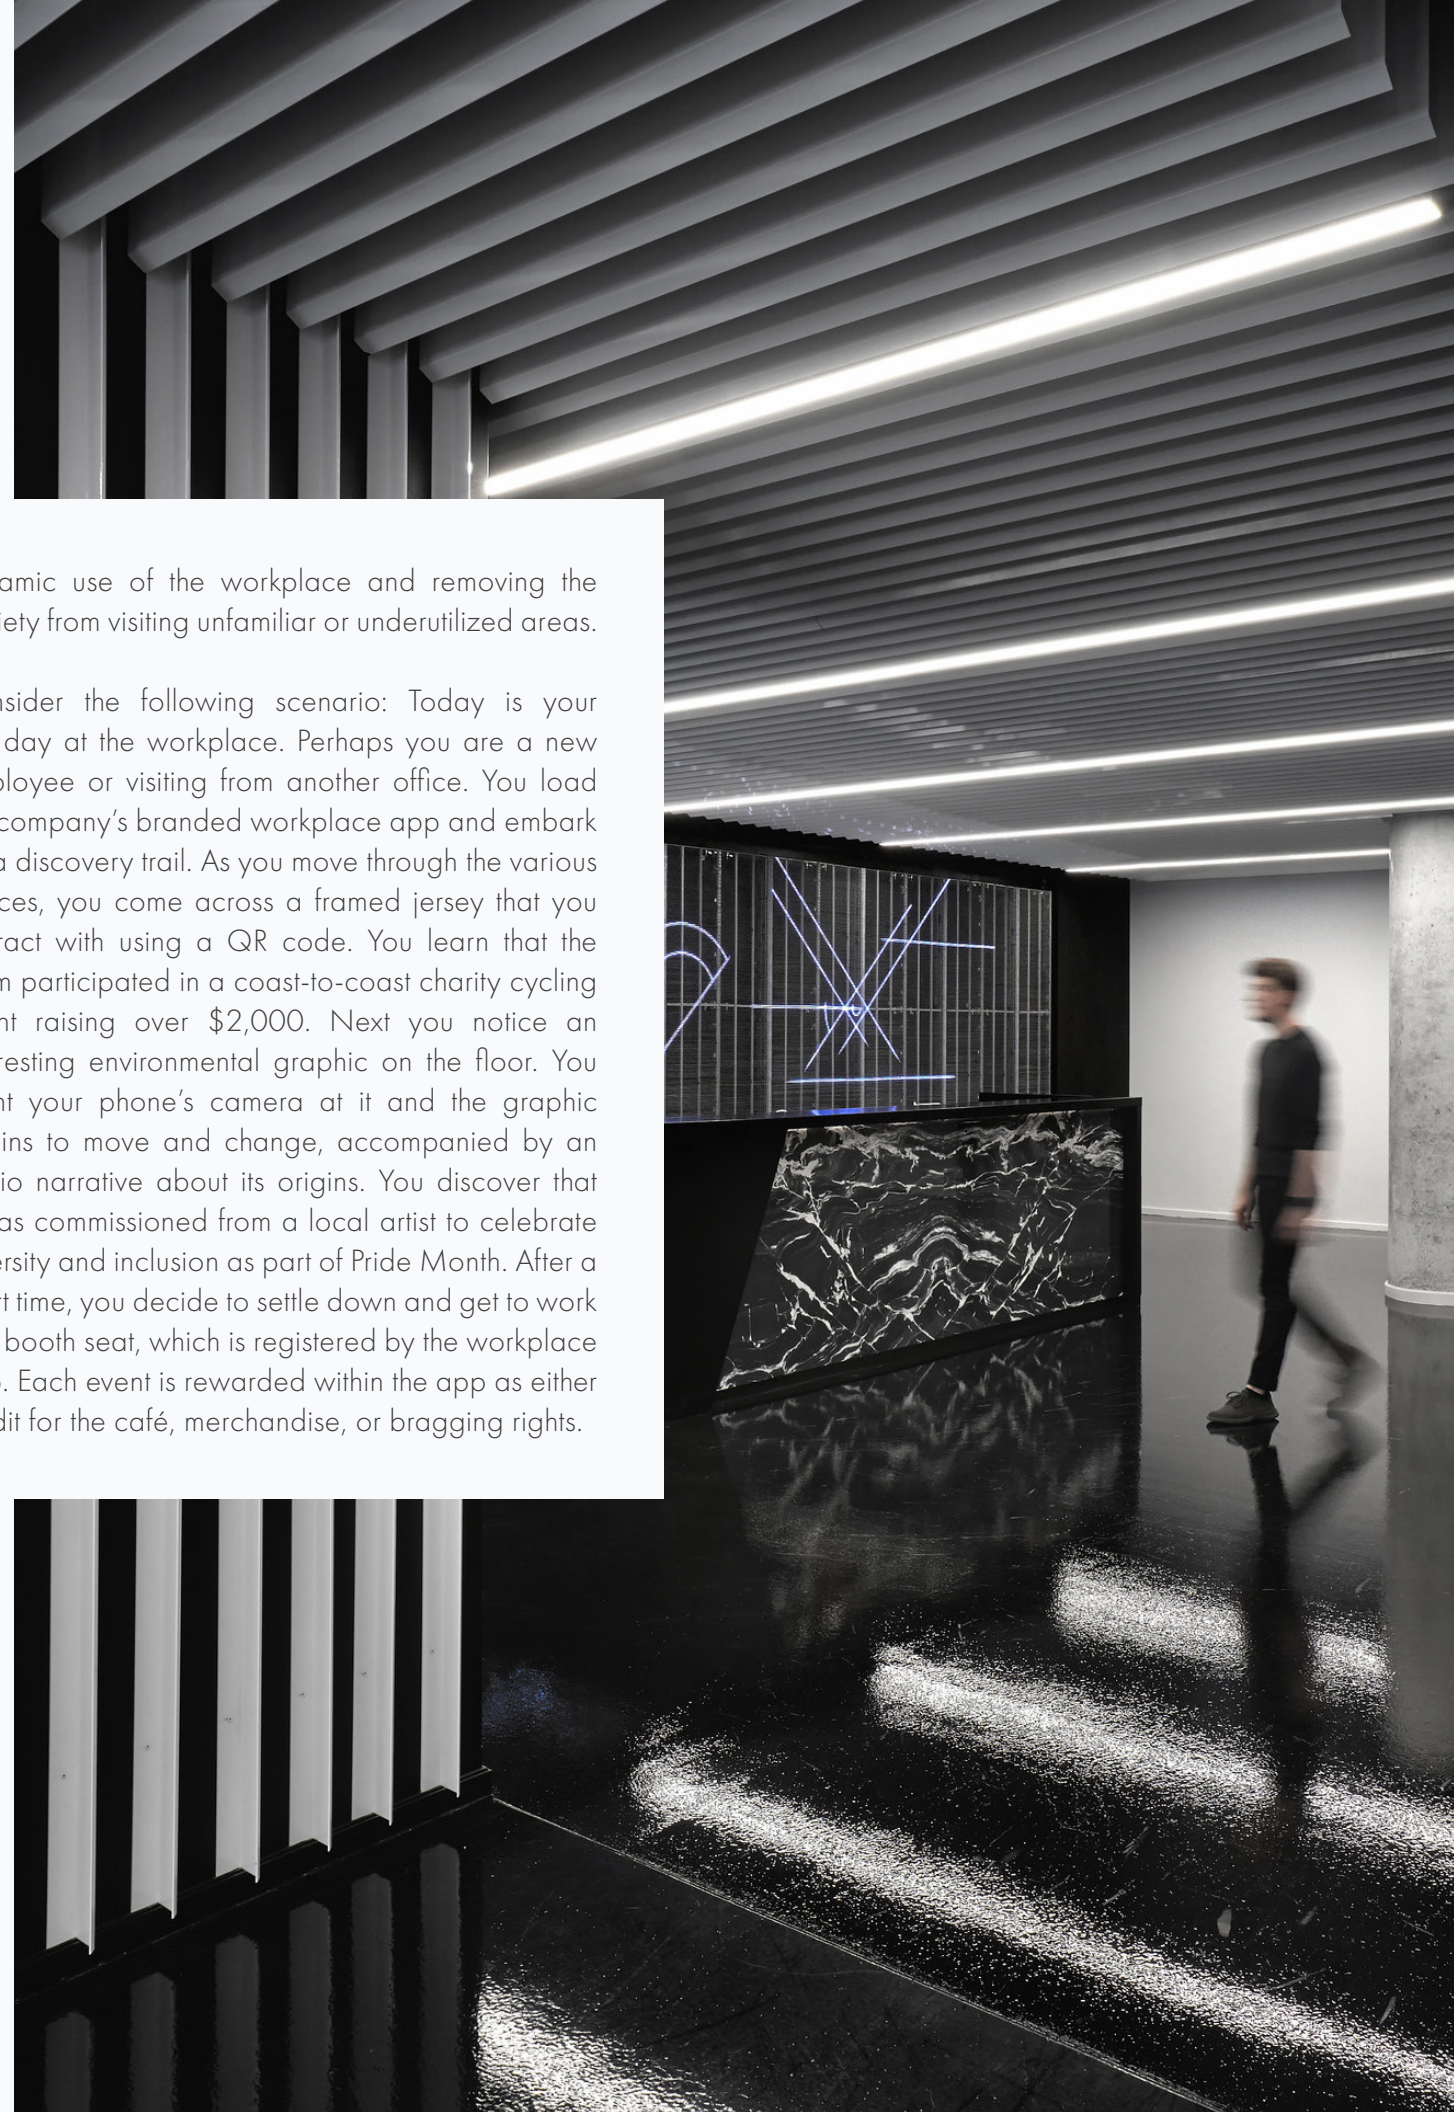 amic use of the workplace and removing the
iety from visiting unfamiliar or underutilized areas.
nsider the following scenario: Today is your
day at the workplace. Perhaps you are a new
ployee or visiting from another office. You load
company’s branded workplace app and embark
a discovery trail. As you move through the various
ces, you come across a framed jersey that you
ract with using a QR code. You learn that the
m participated in a coast-to-coast charity cycling
nt raising over $2,000. Next you notice an
resting environmental graphic on the floor. You
nt your phone’s camera at it and the graphic
ins to move and change, accompanied by an
io narrative about its origins. You discover that
as commissioned from a local artist to celebrate
ersity and inclusion as part of Pride Month. After a
rt time, you decide to settle down and get to work
booth seat, which is registered by the workplace
. Each event is rewarded within the app as either
dit for the café, merchandise, or bragging rights.